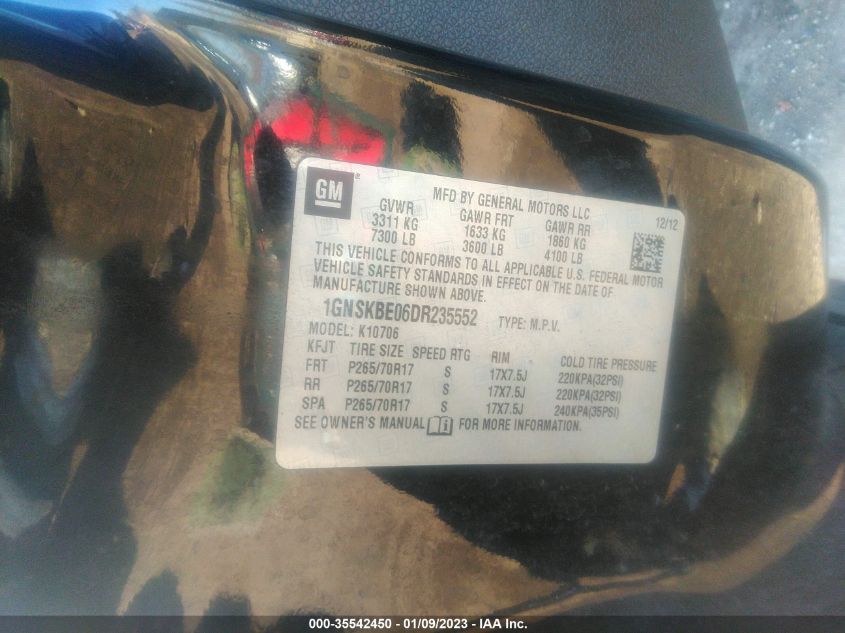 GM
MFD BY GENERAL MOTORS LLC
12/12
GVWR GAWR FRT GAWR RR
3311 KG 1633 KG 1860 KG
7300 LB 3600 LB 4100 LB
THIS VEHICLE CONFORMS TO ALL APPLICABLE U.S. FEDERAL MOTOR
VEHICLE SAFETY STANDARDS IN EFFECT ON THE DATE OF
MANUFACTURE SHOWN ABOVE.
1GNSKBE06DR235552 TYPE: M.P.V.
MODEL: K10706
KFJT TIRE SIZE SPEED RTG RIM COLD TIRE PRESSURE
FRT P265/70R17 S 17X7.5J 220KPA(32PSI)
RR P265/70R17 S 17X7.5J 220KPA(32PSI)
SPA P265/70R17 S 17X7.5J 240KPA(35PSI)
SEE OWNER'S MANUAL FOR MORE INFORMATION.
000-35542450 - 01/09/2023 - IAA Inc.